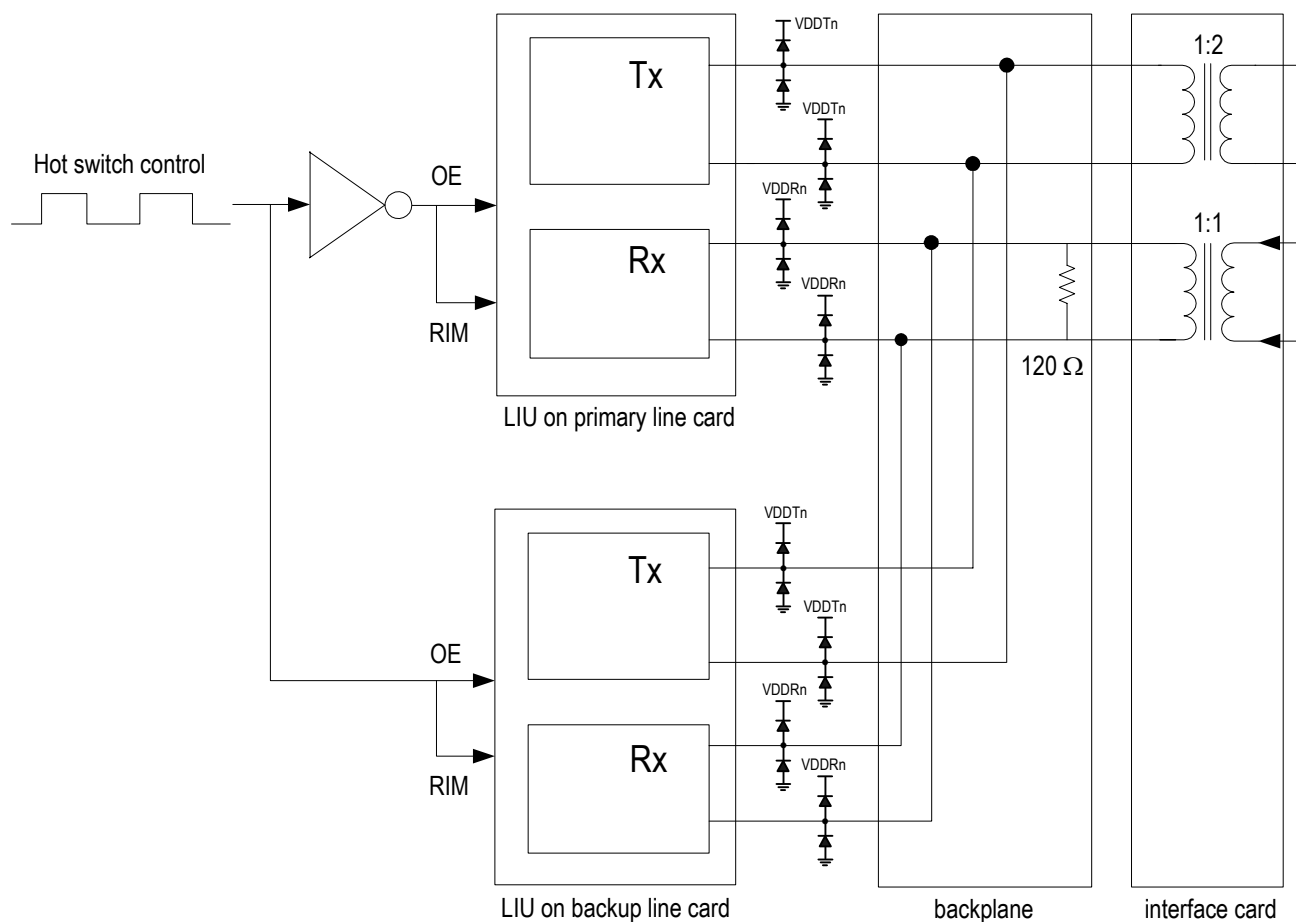 VDDTn
1:2
Tx
VDDTn
Hot switch control
OE
VDDRn
1:1
Rx
VDDRn
RIM
120 Ω
LIU on primary line card
VDDTn
Tx
VDDTn
OE
VDDRn
Rx
VDDRn
RIM
LIU on backup line card
backplane
interface card